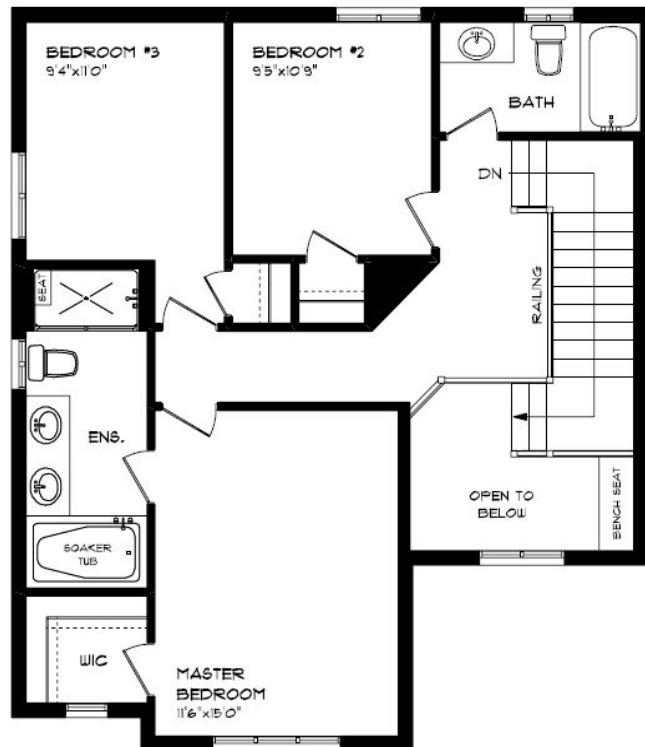 BEDROOM #3
9'4"x11'0"
BEDROOM #2
9'5"x10'9"
BATH
DN
SEAT
RAILING
ENS.
SOAKER
TUB
OPEN TO
BELOW
BENCH SEAT
WIC
MASTER
BEDROOM
11'6"x15'0"